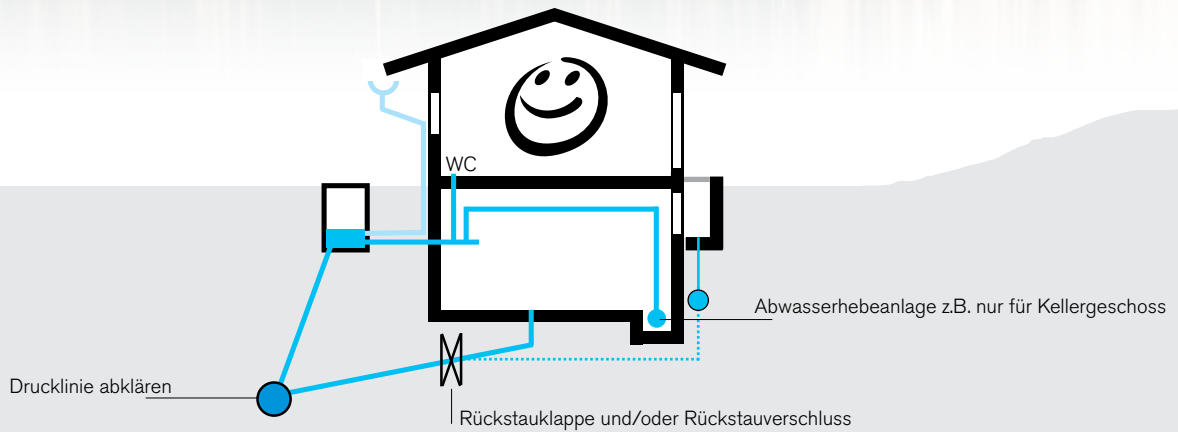 WC
Abwasserhebeanlage z.B. nur für Kellergeschoss
Drucklinie abklären
Rückstauklappe und/oder Rückstauverschluss